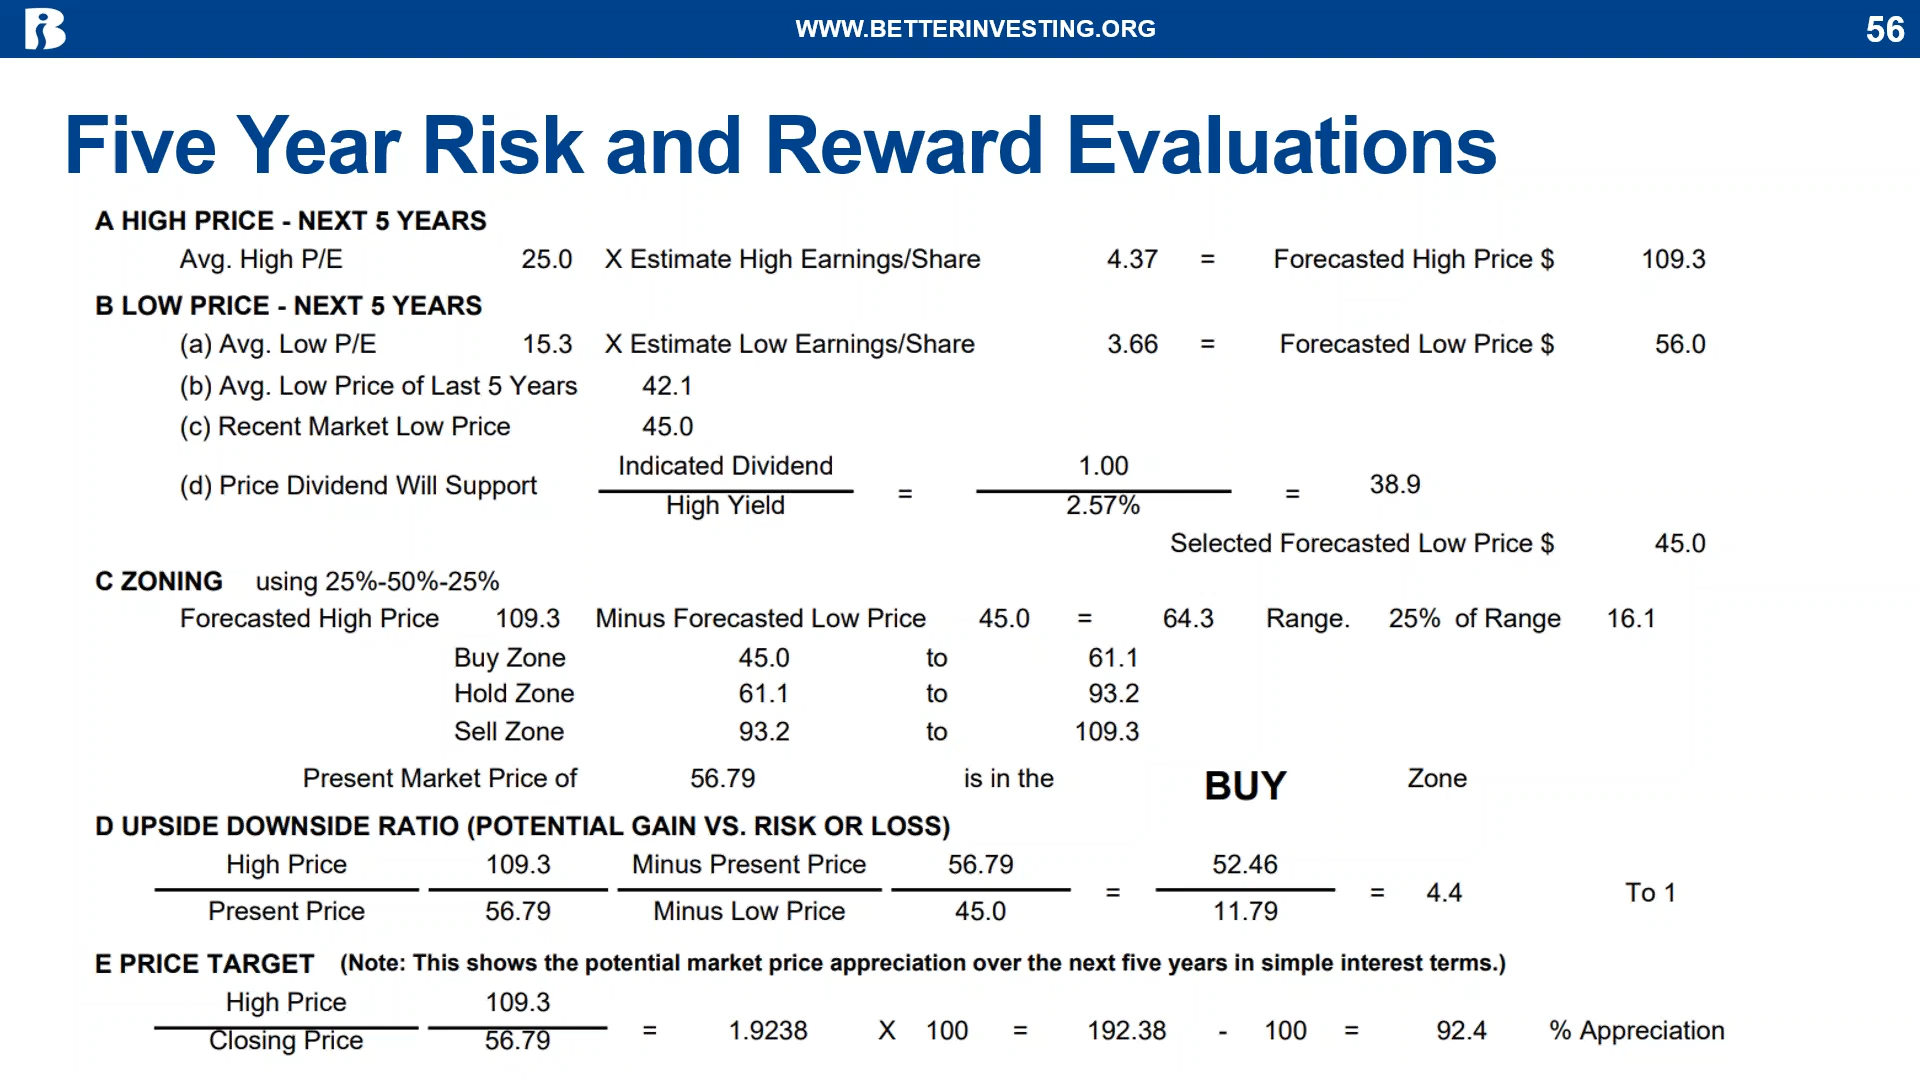 WWW.BETTERINVESTING.ORG 56
Five Year Risk and Reward Evaluations
A HIGH PRICE - NEXT 5 YEARS
Avg. High P/E 25.0 X Estimate High Earnings/Share 4.37 = Forecasted High Price $ 109.3
B LOW PRICE - NEXT 5 YEARS
(a) Avg. Low P/E 15.3 X Estimate Low Earnings/Share 3.66 = Forecasted Low Price $ 56.0
(b) Avg. Low Price of Last 5 Years 42.1
(c) Recent Market Low Price 45.0
Indicated Dividend 1.00
(d) Price Dividend Will Support = = 38.9
High Yield 2.57%
Selected Forecasted Low Price $ 45.0
C ZONING using 25%-50%-25%
Forecasted High Price 109.3 Minus Forecasted Low Price 45.0 = 64.3 Range. 25% of Range 16.1
Buy Zone 45.0 to 61.1
Hold Zone 61.1 to 93.2
Sell Zone 93.2 to 109.3
Present Market Price of 56.79 is in the BUY Zone
D UPSIDE DOWNSIDE RATIO (POTENTIAL GAIN VS. RISK OR LOSS)
High Price 109.3 Minus Present Price 56.79 52.46
= = 4.4 To 1
Present Price 56.79 Minus Low Price 45.0 11.79
E PRICE TARGET (Note: This shows the potential market price appreciation over the next five years in simple interest terms.)
High Price 109.3
= 1.9238 X 100 = 192.38 - 100 = 92.4 % Appreciation
Closing Price 56.79